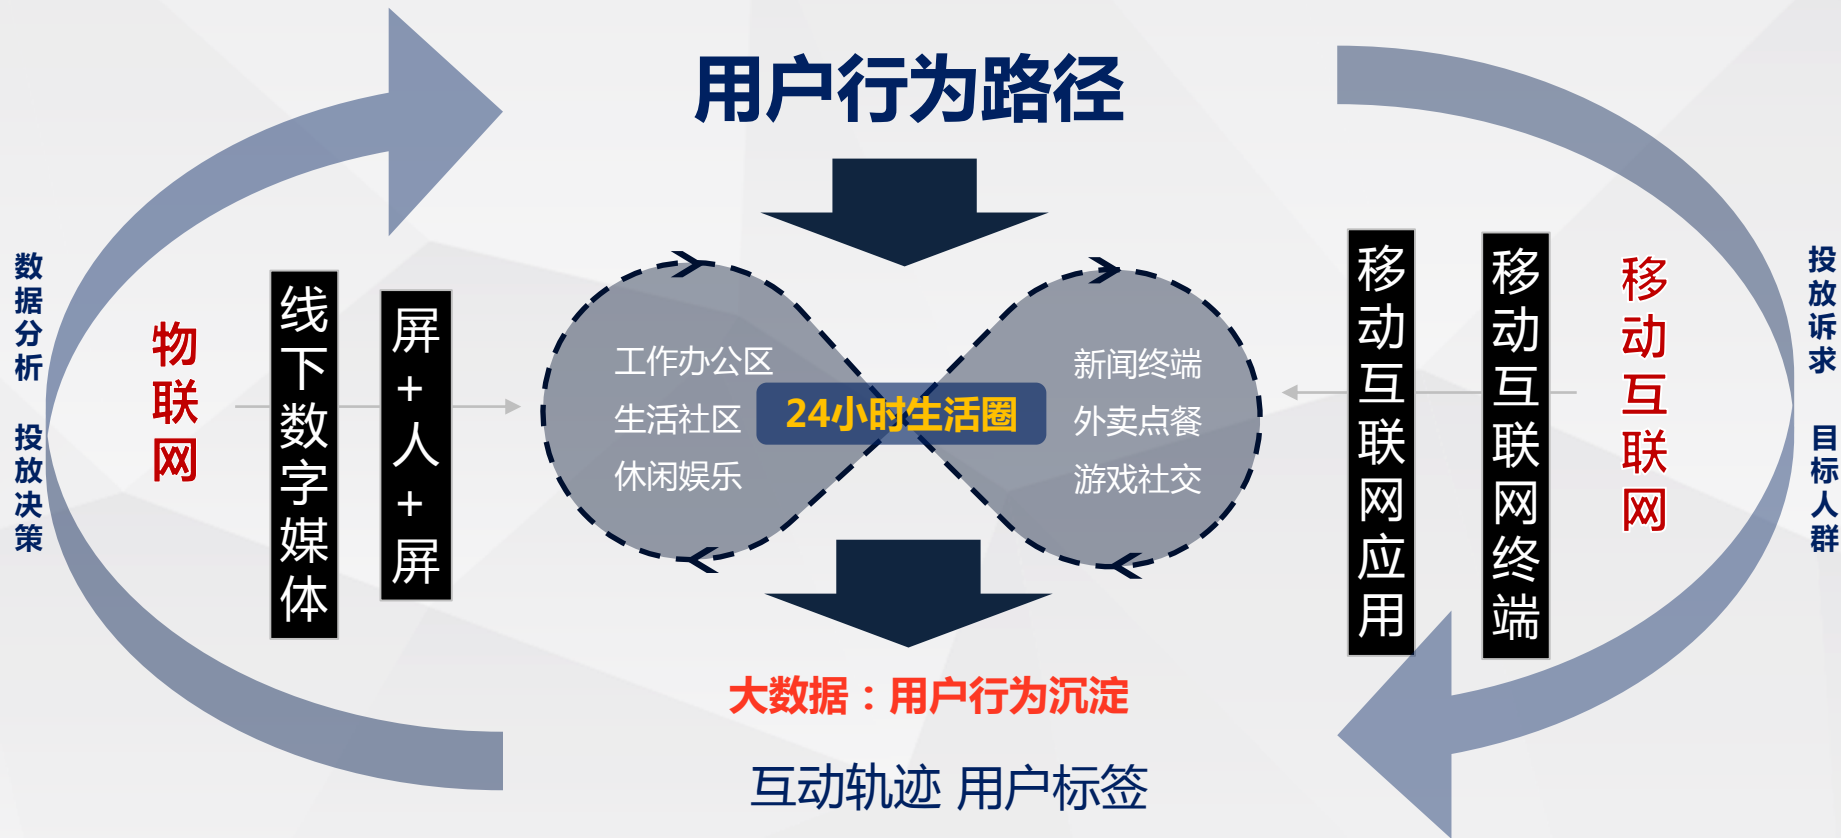 用户行为路径
数据分析 投放决策
物联网
线下数字媒体
屏+人+屏
工作办公区
生活社区
休闲娱乐
24小时生活圈
新闻终端
外卖点餐
游戏社交
移动互联网应用
移动互联网终端
移动互联网
投放诉求 目标人群
大数据：用户行为沉淀
互动轨迹 用户标签